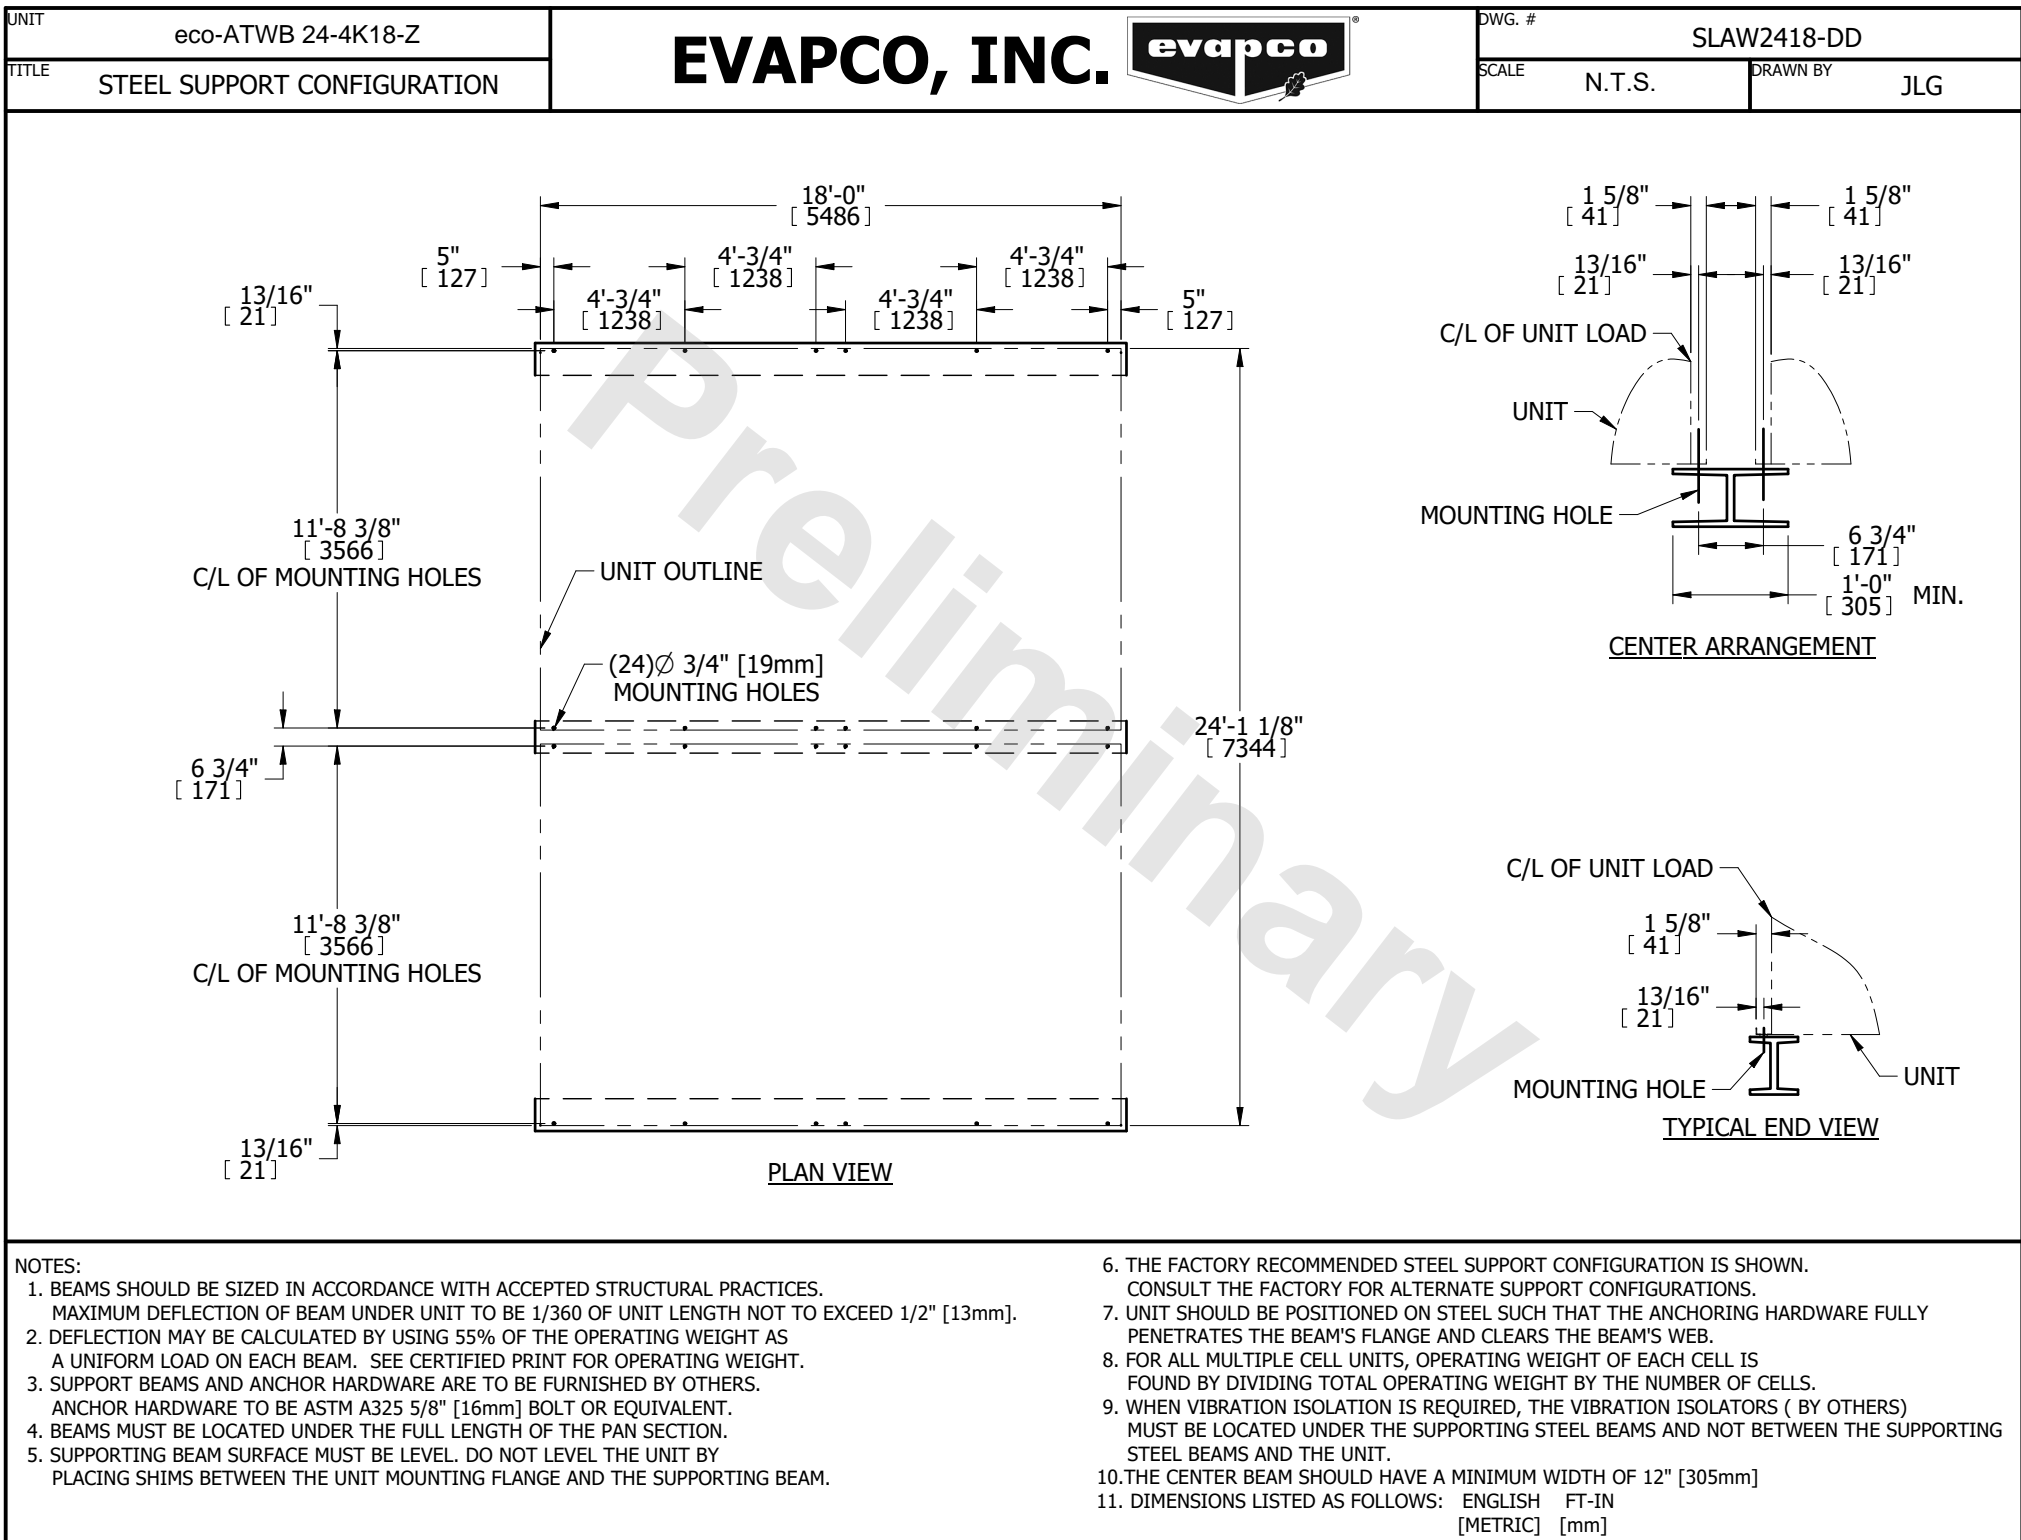 UNIT
eco-ATWB 24-4K18-Z
TITLE
STEEL SUPPORT CONFIGURATION
EVAPCO, INC.
evapco
®
DWG. #
SLAW2418-DD
SCALE
N.T.S.
DRAWN BY
JLG
18'-0"
[ 5486 ]
5"
[ 127 ]
4'-3/4"
[ 1238 ]
4'-3/4"
[ 1238 ]
13/16"
[ 21 ]
4'-3/4"
[ 1238 ]
4'-3/4"
[ 1238 ]
5"
[ 127 ]
11'-8 3/8"
[ 3566 ]
C/L OF MOUNTING HOLES
UNIT OUTLINE
(24)∅ 3/4" [19mm]
MOUNTING HOLES
24'-1 1/8"
[ 7344 ]
6 3/4"
[ 171 ]
11'-8 3/8"
[ 3566 ]
C/L OF MOUNTING HOLES
13/16"
[ 21 ]
PLAN VIEW
Preliminary
1 5/8"
[ 41 ]
1 5/8"
[ 41 ]
13/16"
[ 21 ]
13/16"
[ 21 ]
C/L OF UNIT LOAD
UNIT
MOUNTING HOLE
6 3/4"
[ 171 ]
1'-0"
[ 305 ] MIN.
CENTER ARRANGEMENT
C/L OF UNIT LOAD
1 5/8"
[ 41 ]
13/16"
[ 21 ]
MOUNTING HOLE
UNIT
TYPICAL END VIEW
NOTES:
1. BEAMS SHOULD BE SIZED IN ACCORDANCE WITH ACCEPTED STRUCTURAL PRACTICES.
MAXIMUM DEFLECTION OF BEAM UNDER UNIT TO BE 1/360 OF UNIT LENGTH NOT TO EXCEED 1/2" [13mm].
2. DEFLECTION MAY BE CALCULATED BY USING 55% OF THE OPERATING WEIGHT AS
A UNIFORM LOAD ON EACH BEAM. SEE CERTIFIED PRINT FOR OPERATING WEIGHT.
3. SUPPORT BEAMS AND ANCHOR HARDWARE ARE TO BE FURNISHED BY OTHERS.
ANCHOR HARDWARE TO BE ASTM A325 5/8" [16mm] BOLT OR EQUIVALENT.
4. BEAMS MUST BE LOCATED UNDER THE FULL LENGTH OF THE PAN SECTION.
5. SUPPORTING BEAM SURFACE MUST BE LEVEL. DO NOT LEVEL THE UNIT BY
PLACING SHIMS BETWEEN THE UNIT MOUNTING FLANGE AND THE SUPPORTING BEAM.
6. THE FACTORY RECOMMENDED STEEL SUPPORT CONFIGURATION IS SHOWN.
CONSULT THE FACTORY FOR ALTERNATE SUPPORT CONFIGURATIONS.
7. UNIT SHOULD BE POSITIONED ON STEEL SUCH THAT THE ANCHORING HARDWARE FULLY
PENETRATES THE BEAM'S FLANGE AND CLEARS THE BEAM'S WEB.
8. FOR ALL MULTIPLE CELL UNITS, OPERATING WEIGHT OF EACH CELL IS
FOUND BY DIVIDING TOTAL OPERATING WEIGHT BY THE NUMBER OF CELLS.
9. WHEN VIBRATION ISOLATION IS REQUIRED, THE VIBRATION ISOLATORS ( BY OTHERS)
MUST BE LOCATED UNDER THE SUPPORTING STEEL BEAMS AND NOT BETWEEN THE SUPPORTING
STEEL BEAMS AND THE UNIT.
10.THE CENTER BEAM SHOULD HAVE A MINIMUM WIDTH OF 12" [305mm]
11. DIMENSIONS LISTED AS FOLLOWS: ENGLISH FT-IN
[METRIC] [mm]